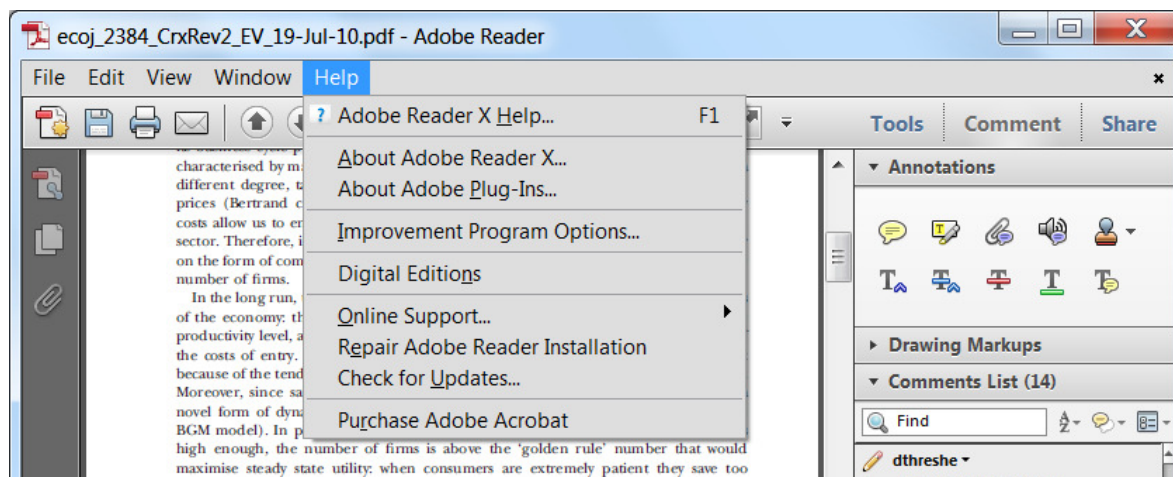 ecoj_2384_CrxRev2_EV_19-Jul-10.pdf - Adobe Reader
File Edit View Window Help
Tools Comment Share
? Adobe Reader X Help... F1
About Adobe Reader X...
About Adobe Plug-Ins...
Improvement Program Options...
Digital Editions
Online Support...
Repair Adobe Reader Installation
Check for Updates...
Purchase Adobe Acrobat
characterised by
different degree,
prices (Bertrand
costs allow us to
sector. Therefore,
on the form of
number of firms.
In the long run,
of the economy:
productivity level,
the costs of entry.
because of the
Moreover, since
novel form of
BGM model). In
high enough, the number of firms is above the ‘golden rule’ number that would
maximise steady state utility: when consumers are extremely patient they save too
Annotations
Drawing Markups
Comments List (14)
Find
dthreshe